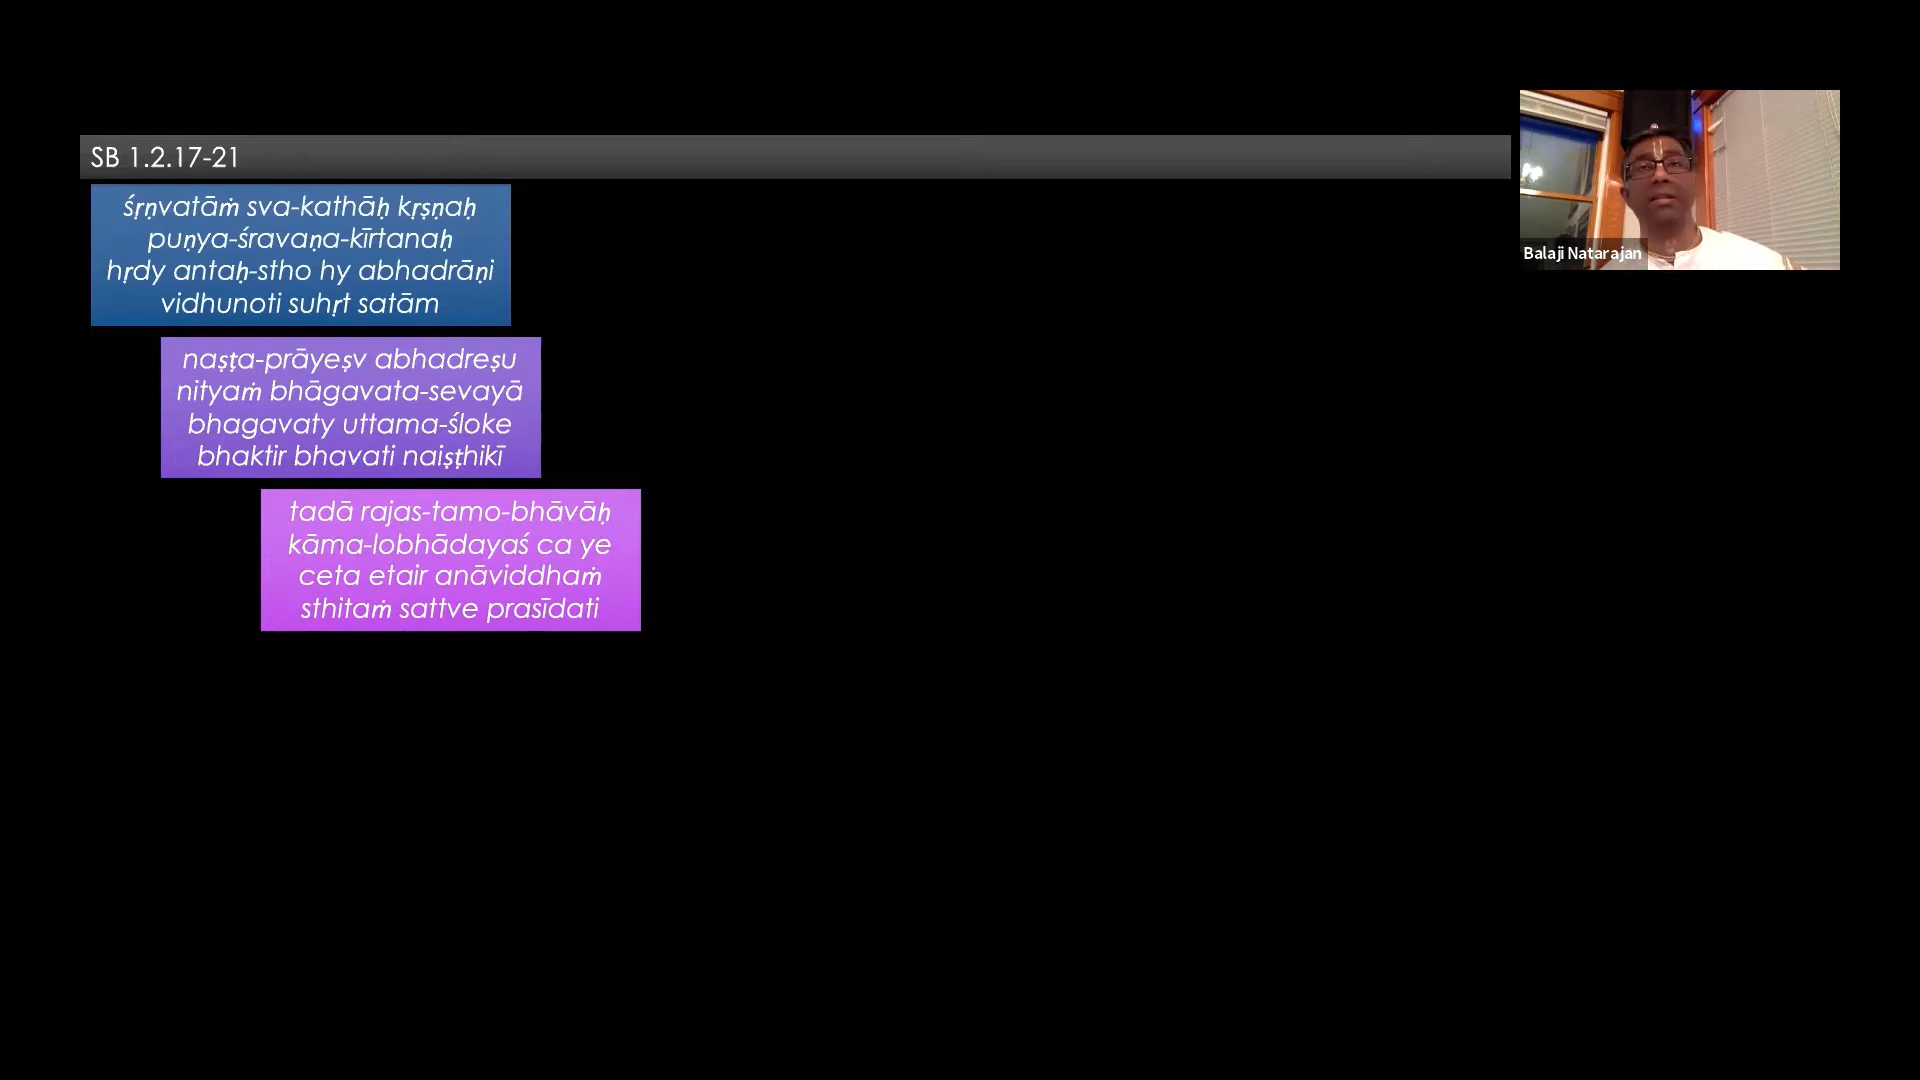 SB 1.2.17-21
śṛṇvatāṁ sva-kathāḥ kṛṣṇaḥ
puṇya-śravaṇa-kīrtanaḥ
hṛdy antaḥ-stho hy abhadrāṇi
vidhunoti suhṛt satām
naṣṭa-prāyeṣv abhadreṣu
nityaṁ bhāgavata-sevayā
bhagavaty uttama-śloke
bhaktir bhavati naiṣṭhikī
tadā rajas-tamo-bhāvāḥ
kāma-lobhādayaś ca ye
ceta etair anāviddhaṁ
sthitaṁ sattve prasīdati
Balaji Natarajan